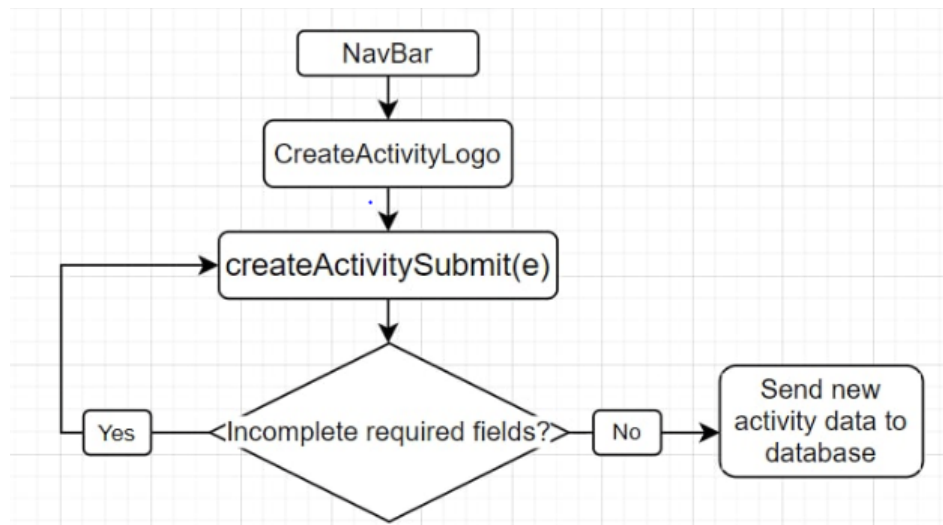 NavBar
CreateActivityLogo
createActivitySubmit(e)
Incomplete required fields?
Yes
No
Send new
activity data to
database